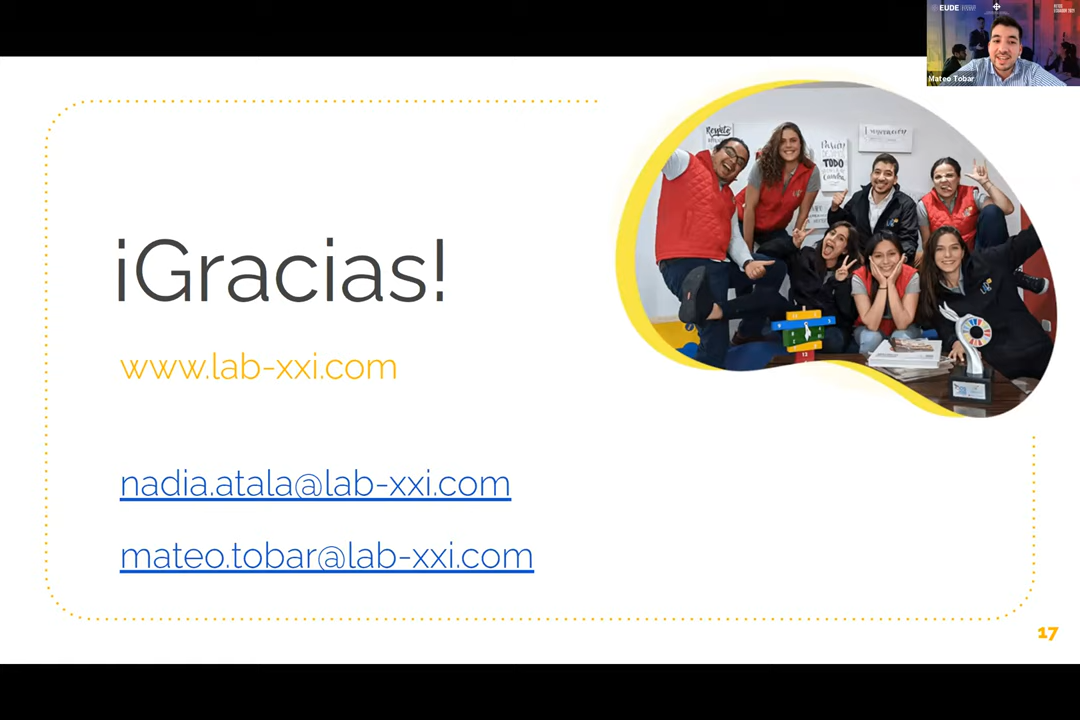 EUDE
Mateo Tobar
Respeto
TODO
¡Gracias!
www.lab-xxi.com
nadia.atala@lab-xxi.com
mateo.tobar@lab-xxi.com
17